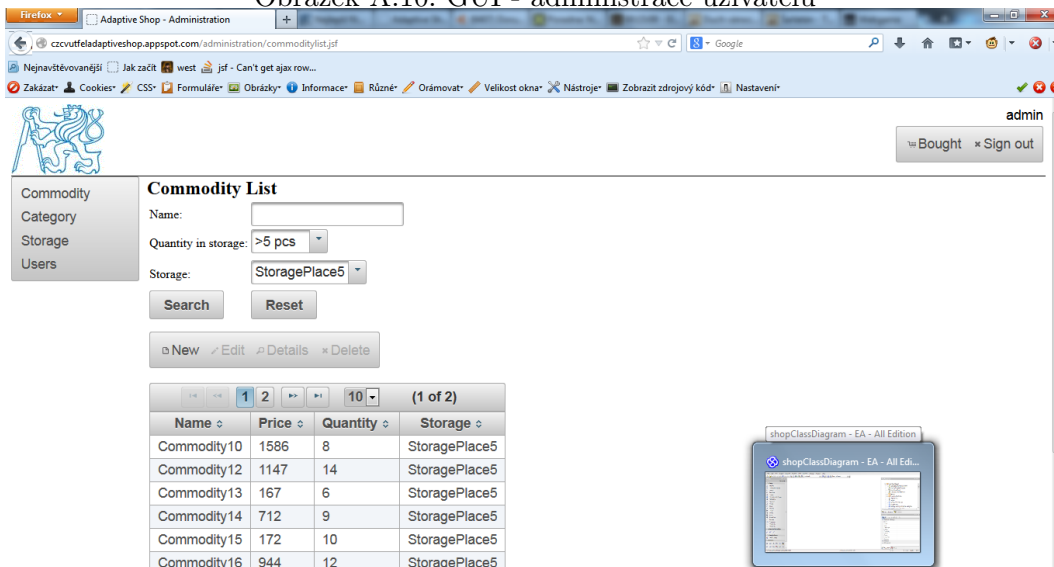 Obrázek A.10: GUI - administrace uživatelů
Firefox
Adaptive Shop - Administration
+
czcvutfeladaptiveshop.appspot.com/administration/commoditylist.jsf
Google
Nejnavštěvovanější Jak začít west jsf - Can't get ajax row...
Zakázat Cookies CSS Formuláře Obrázky Informace Různé Orámovat Velikost okna Nástroje Zobrazit zdrojový kód Nastavení
admin
Bought Sign out
Commodity
Category
Storage
Users
Commodity List
Name:
Quantity in storage: >5 pcs
Storage: StoragePlace5
Search Reset
New Edit Details Delete
1 2 10 (1 of 2)
Name Price Quantity Storage
Commodity10 1586 8 StoragePlace5
Commodity12 1147 14 StoragePlace5
Commodity13 167 6 StoragePlace5
Commodity14 712 9 StoragePlace5
Commodity15 172 10 StoragePlace5
Commodity16 944 12 StoragePlace5
shopClassDiagram - EA - All Edition
shopClassDiagram - EA - All Edi...